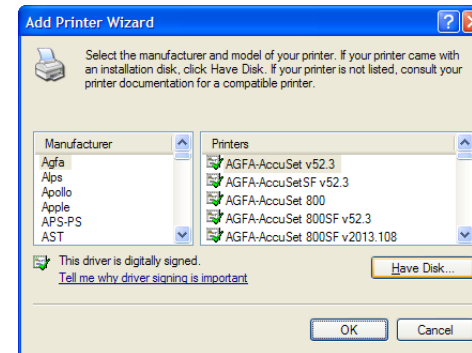 Add Printer Wizard
Select the manufacturer and model of your printer. If your printer came with
an installation disk, click Have Disk. If your printer is not listed, consult your
printer documentation for a compatible printer.
Manufacturer
Agfa
Alps
Apollo
Apple
APS-PS
AST
Printers
AGFA-AccuSet v52.3
AGFA-AccuSetSF v52.3
AGFA-AccuSet 800
AGFA-AccuSet 800SF v52.3
AGFA-AccuSet 800SF v2013.108
This driver is digitally signed.
Tell me why driver signing is important
Have Disk...
OK
Cancel